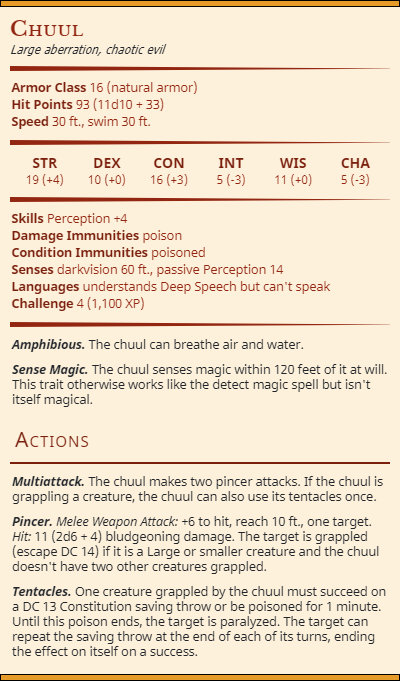 Chuul
Large aberration, chaotic evil
Armor Class 16 (natural armor)
Hit Points 93 (11d10 + 33)
Speed 30 ft., swim 30 ft.
STR DEX CON INT WIS CHA
19 (+4) 10 (+0) 16 (+3) 5 (-3) 11 (+0) 5 (-3)
Skills Perception +4
Damage Immunities poison
Condition Immunities poisoned
Senses darkvision 60 ft., passive Perception 14
Languages understands Deep Speech but can't speak
Challenge 4 (1,100 XP)
Amphibious. The chuul can breathe air and water.
Sense Magic. The chuul senses magic within 120 feet of it at will.
This trait otherwise works like the detect magic spell but isn't
itself magical.
Actions
Multiattack. The chuul makes two pincer attacks. If the chuul is
grappling a creature, the chuul can also use its tentacles once.
Pincer. Melee Weapon Attack: +6 to hit, reach 10 ft., one target.
Hit: 11 (2d6 + 4) bludgeoning damage. The target is grappled
(escape DC 14) if it is a Large or smaller creature and the chuul
doesn't have two other creatures grappled.
Tentacles. One creature grappled by the chuul must succeed on
a DC 13 Constitution saving throw or be poisoned for 1 minute.
Until this poison ends, the target is paralyzed. The target can
repeat the saving throw at the end of each of its turns, ending
the effect on itself on a success.